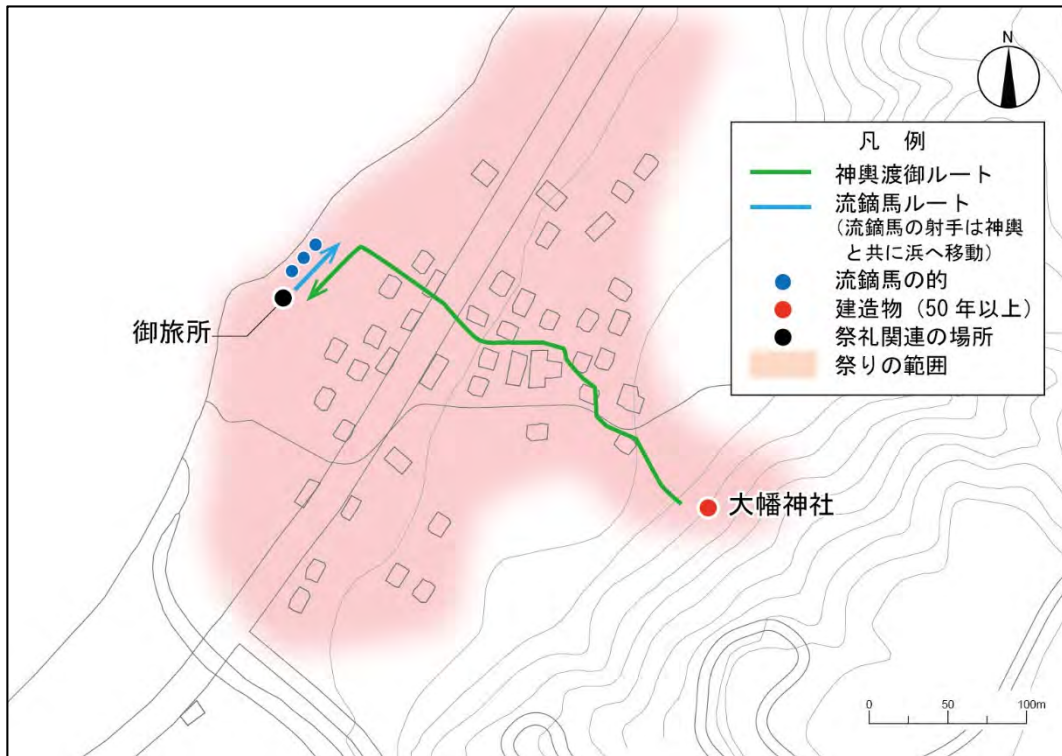 N
凡 例
神輿渡御ルート
流鏑馬ルート
(流鏑馬の射手は神輿
と共に浜へ移動)
流鏑馬の的
建造物（50 年以上）
祭礼関連の場所
祭りの範囲
御旅所
大幡神社
0 50 100m